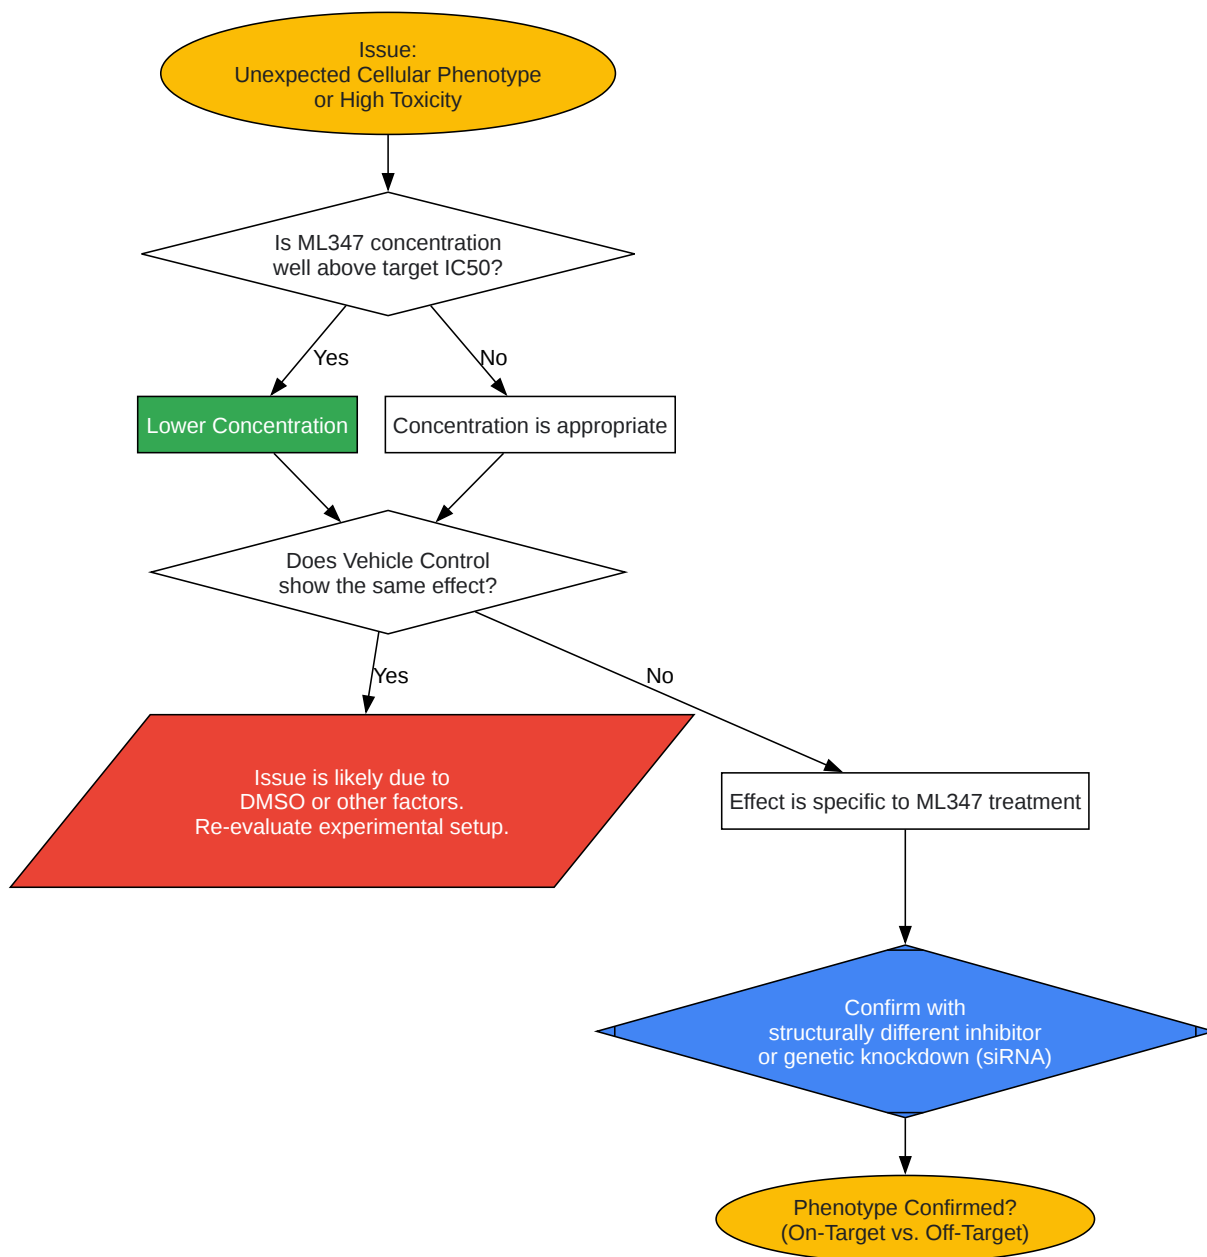 Issue:
Unexpected Cellular Phenotype
or High Toxicity
Is ML347 concentration
well above target IC50?
Yes
No
Lower Concentration
Concentration is appropriate
Does Vehicle Control
show the same effect?
Yes
No
Issue is likely due to
DMSO or other factors.
Re-evaluate experimental setup.
Effect is specific to ML347 treatment
Confirm with
structurally different inhibitor
or genetic knockdown (siRNA)
Phenotype Confirmed?
(On-Target vs. Off-Target)